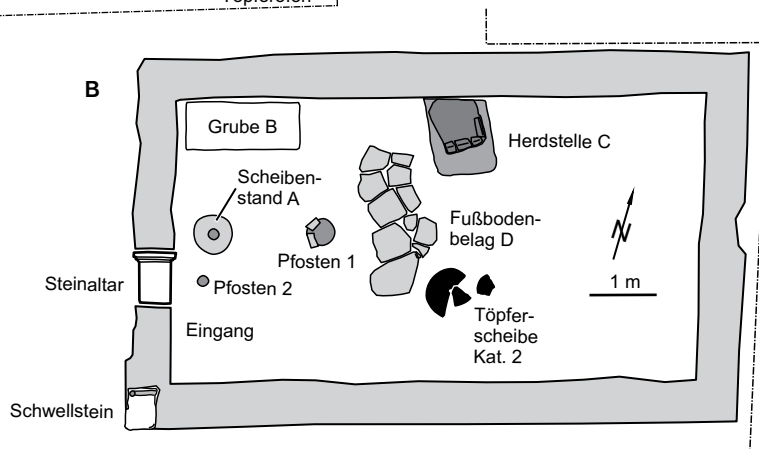 B
Grube B
Herdstelle C
Scheiben-
stand A
Fußboden-
belag D
N
Pfosten 1
Steinaltar
Pfosten 2
1 m
Töpfer-
scheibe
Kat. 2
Eingang
Schwellstein